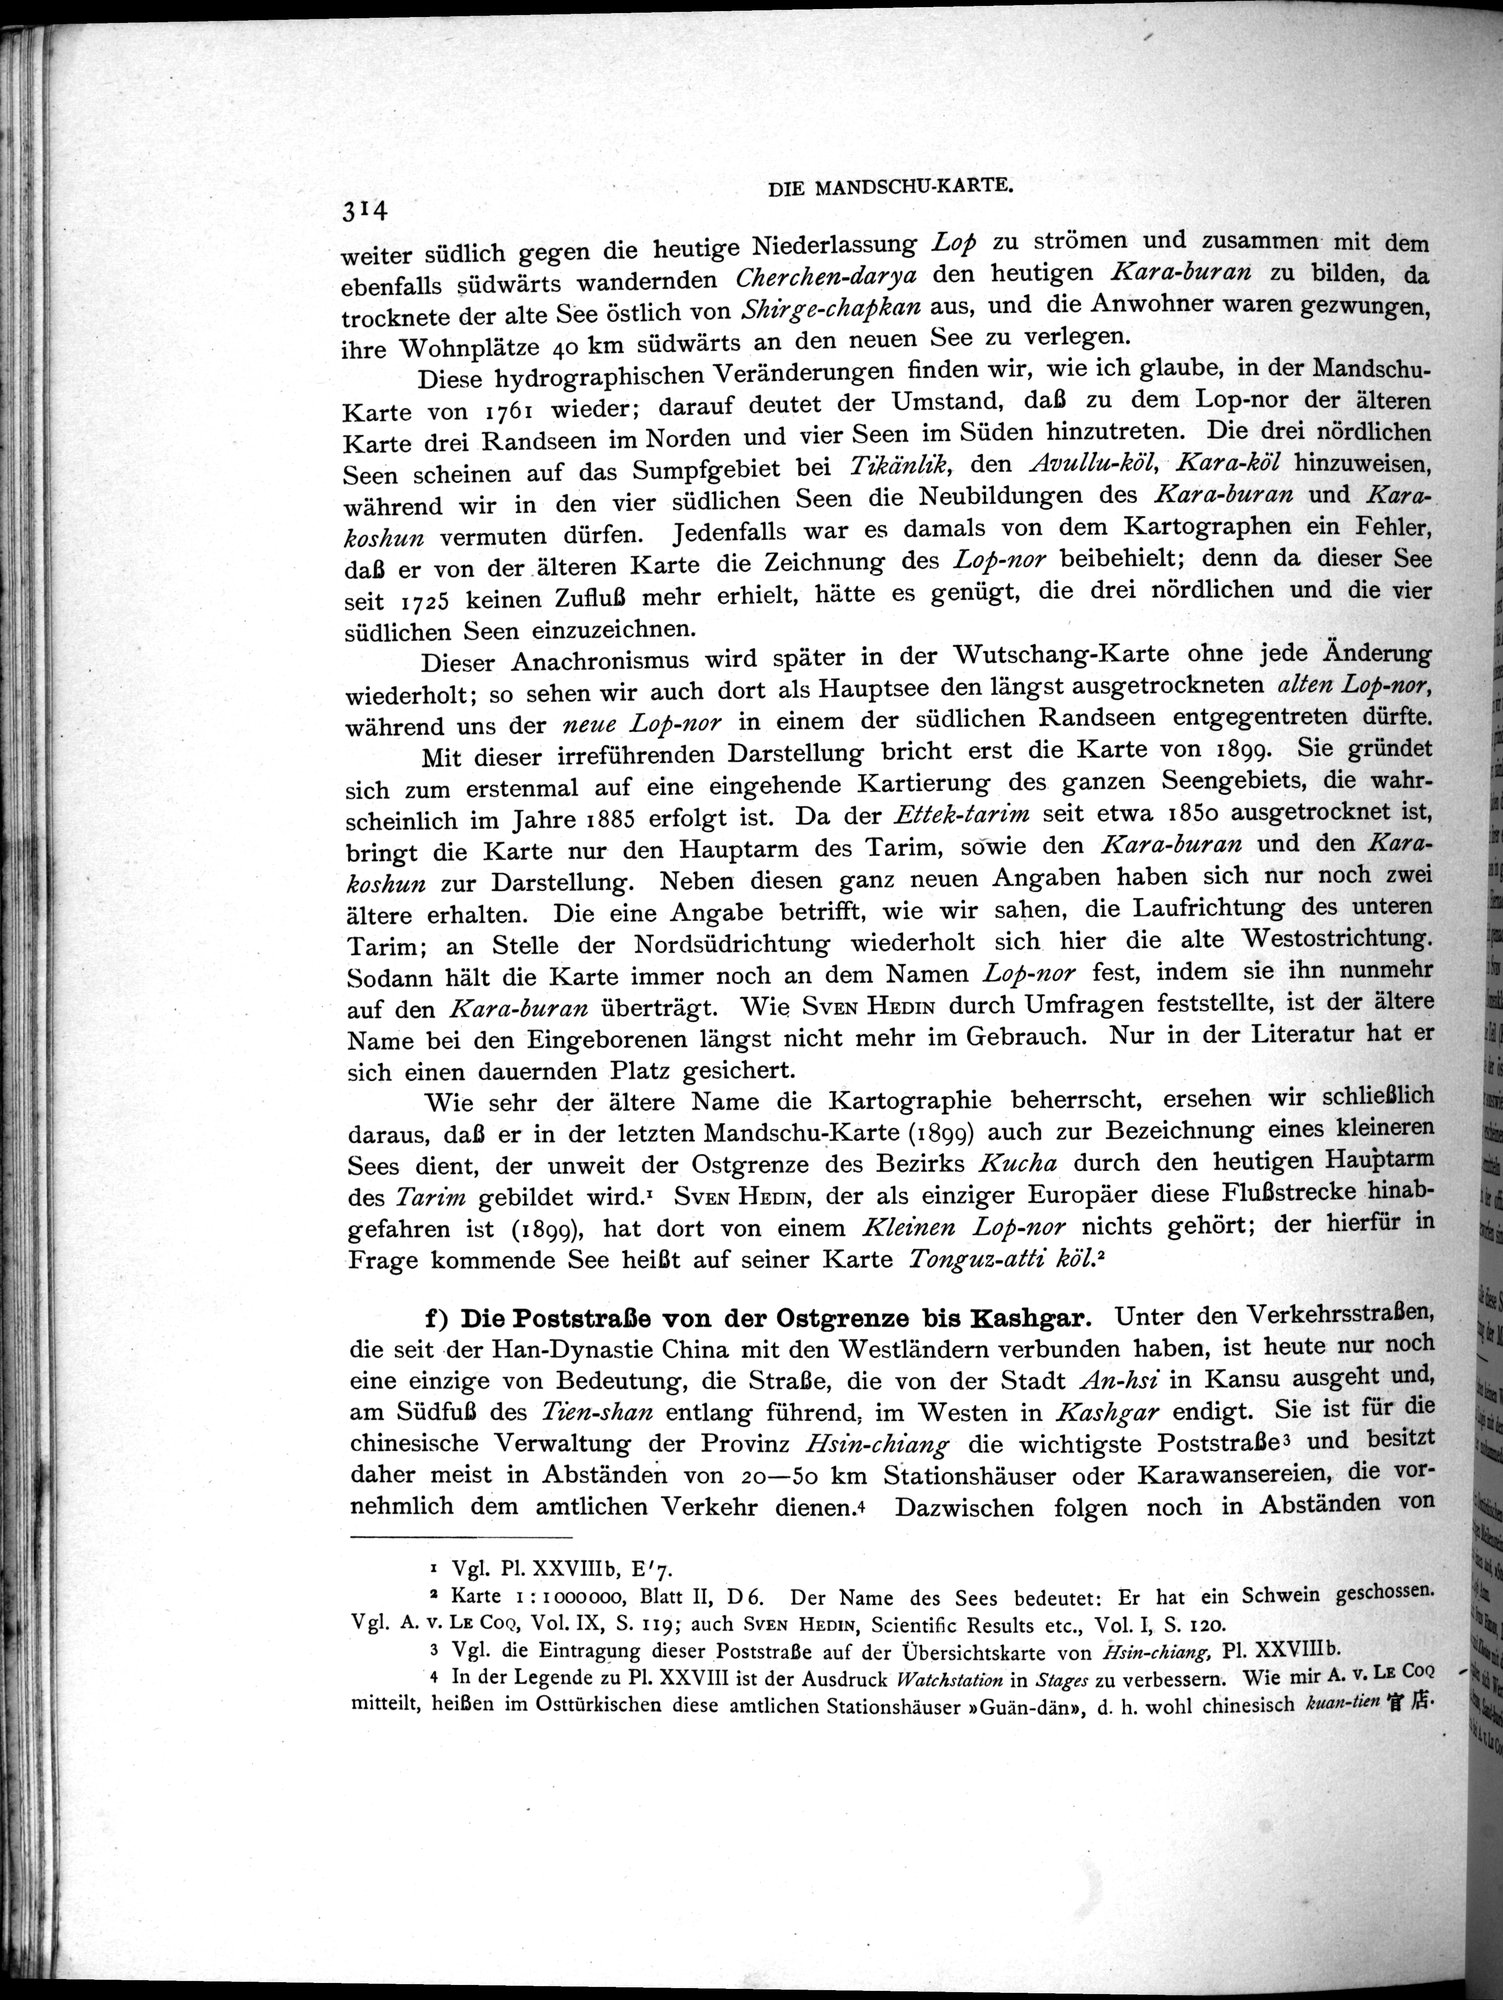 DIE MANDSCHU-KARTE.
314
weiter südlich gegen die heutige Niederlassung Lop zu strömen und zusammen mit dem
ebenfalls südwärts wandernden Cherchen-darya den heutigen Kara-buran zu bilden, da
trocknete der alte See östlich von Shirge-chapkan aus, und die Anwohner waren gezwungen,
ihre Wohnplätze 40 km südwärts an den neuen See zu verlegen.
Diese hydrographischen Veränderungen finden wir, wie ich glaube, in der Mandschu-
Karte von 1761 wieder; darauf deutet der Umstand, daß zu dem Lop-nor der älteren
Karte drei Randseen im Norden und vier Seen im Süden hinzutreten. Die drei nördlichen
Seen scheinen auf das Sumpfgebiet bei Tikänlik, den Avullu-köl, Kara-köl hinzuweisen,
während wir in den vier südlichen Seen die Neubildungen des Kara-buran und Kara-
koshun vermuten dürfen. Jedenfalls war es damals von dem Kartographen ein Fehler,
daß er von der älteren Karte die Zeichnung des Lop-nor beibehielt; denn da dieser See
seit 1725 keinen Zufluß mehr erhielt, hätte es genügt, die drei nördlichen und die vier
südlichen Seen einzuzeichnen.
Dieser Anachronismus wird später in der Wutschang-Karte ohne jede Änderung
wiederholt; so sehen wir auch dort als Hauptsee den längst ausgetrockneten alten Lop-nor,
während uns der neue Lop-nor in einem der südlichen Randseen entgegentreten dürfte.
Mit dieser irreführenden Darstellung bricht erst die Karte von 1899. Sie gründet
sich zum erstenmal auf eine eingehende Kartierung des ganzen Seengebiets, die wahr-
scheinlich im Jahre 1885 erfolgt ist. Da der Ettek-tarim seit etwa 1850 ausgetrocknet ist,
bringt die Karte nur den Hauptarm des Tarim, sowie den Kara-buran und den Kara-
koshun zur Darstellung. Neben diesen ganz neuen Angaben haben sich nur noch zwei
ältere erhalten. Die eine Angabe betrifft, wie wir sahen, die Laufrichtung des unteren
Tarim; an Stelle der Nordsüdrichtung wiederholt sich hier die alte Westostrichtung.
Sodann hält die Karte immer noch an dem Namen Lop-nor fest, indem sie ihn nunmehr
auf den Kara-buran überträgt. Wie SVEN HEDIN durch Umfragen feststellte, ist der ältere
Name bei den Eingeborenen längst nicht mehr im Gebrauch. Nur in der Literatur hat er
sich einen dauernden Platz gesichert.
Wie sehr der ältere Name die Kartographie beherrscht, ersehen wir schließlich
daraus, daß er in der letzten Mandschu-Karte (1899) auch zur Bezeichnung eines kleineren
Sees dient, der unweit der Ostgrenze des Bezirks Kucha durch den heutigen Hauptarm
des Tarim gebildet wird.¹ SVEN HEDIN, der als einziger Europäer diese Flußstrecke hinab-
gefahren ist (1899), hat dort von einem Kleinen Lop-nor nichts gehört; der hierfür in
Frage kommende See heißt auf seiner Karte Tonguz-atti köl.²
f) Die Poststraße von der Ostgrenze bis Kashgar. Unter den Verkehrsstraßen,
die seit der Han-Dynastie China mit den Westländern verbunden haben, ist heute nur noch
eine einzige von Bedeutung, die Straße, die von der Stadt An-hsi in Kansu ausgeht und,
am Südfuß des Tien-shan entlang führend, im Westen in Kashgar endigt. Sie ist für die
chinesische Verwaltung der Provinz Hsin-chiang die wichtigste Poststraße³ und besitzt
daher meist in Abständen von 20—50 km Stationshäuser oder Karawansereien, die vor-
nehmlich dem amtlichen Verkehr dienen.⁴ Dazwischen folgen noch in Abständen von
¹ Vgl. Pl. XXVIIIb, E′7.
² Karte 1 : 1 000 000, Blatt II, D 6. Der Name des Sees bedeutet: Er hat ein Schwein geschossen.
Vgl. A. v. LE COQ, Vol. IX, S. 119; auch SVEN HEDIN, Scientific Results etc., Vol. I, S. 120.
³ Vgl. die Eintragung dieser Poststraße auf der Übersichtskarte von Hsin-chiang, Pl. XXVIIIb.
⁴ In der Legende zu Pl. XXVIII ist der Ausdruck Watchstation in Stages zu verbessern. Wie mir A. v. LE COQ
mitteilt, heißen im Osttürkischen diese amtlichen Stationshäuser »Guän-dän», d. h. wohl chinesisch kuan-tien 官店.